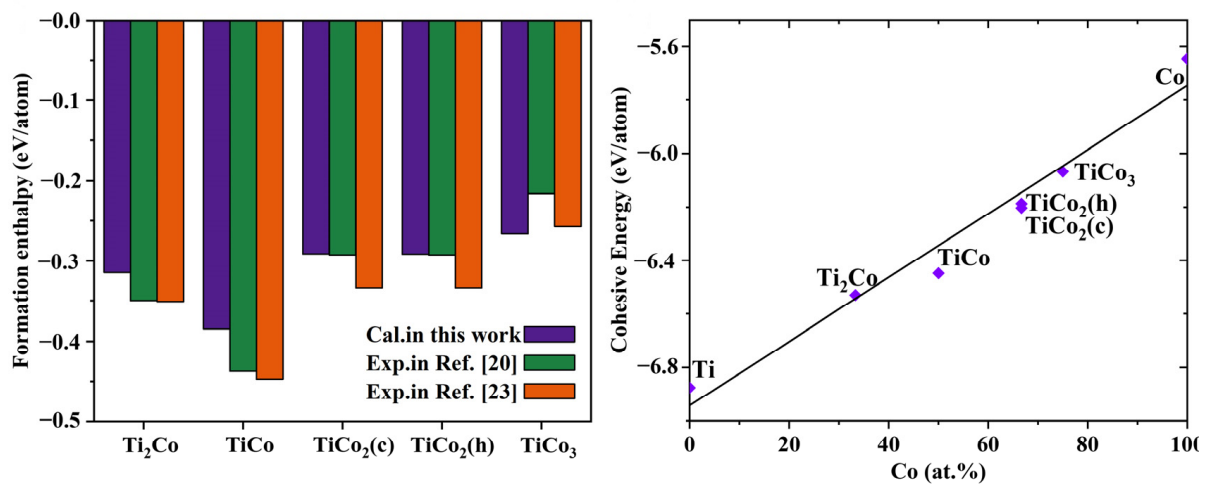 Formation enthalpy (eV/atom)
−0.0
−0.1
−0.2
−0.3
−0.4
−0.5
Cal.in this work
Exp.in Ref. [20]
Exp.in Ref. [23]
Ti₂Co
TiCo
TiCo₂(c)
TiCo₂(h)
TiCo₃
Cohesive Energy (eV/atom)
−5.6
−6.0
−6.4
−6.8
Co
TiCo₃
TiCo₂(h)
TiCo₂(c)
TiCo
Ti₂Co
Ti
0
20
40
60
80
100
Co (at.%)